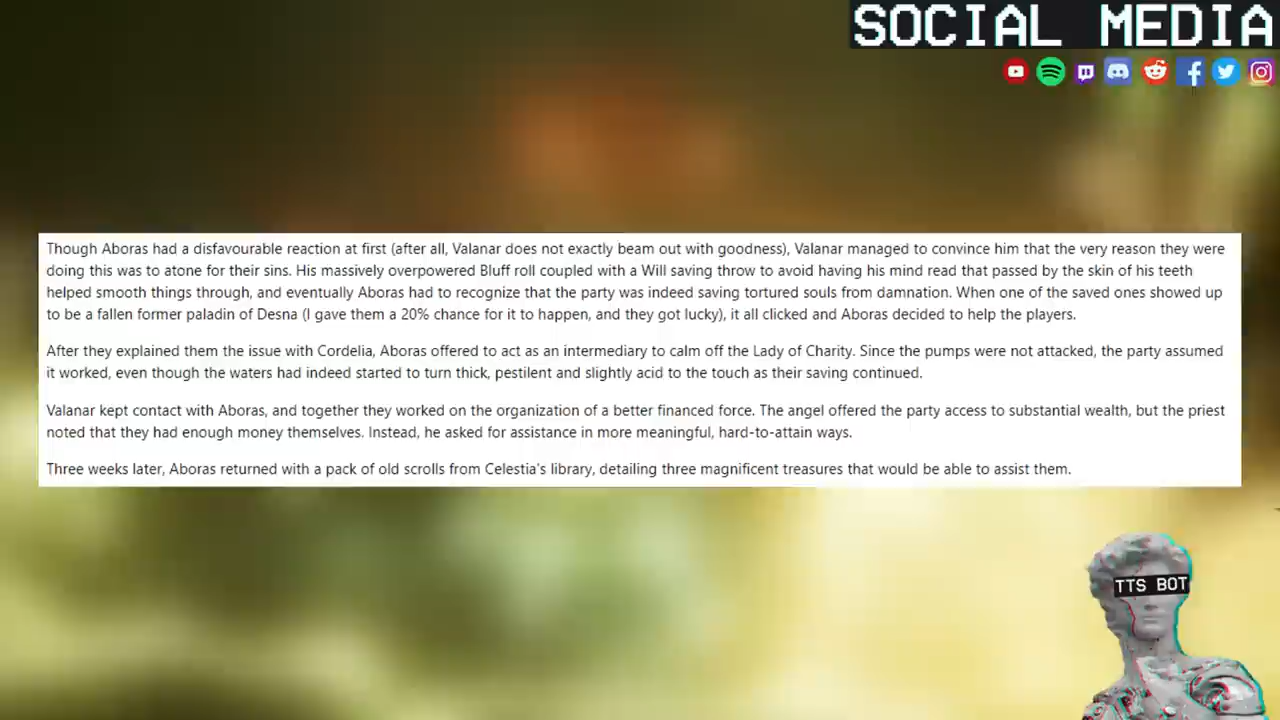 SOCIAL MEDIA
Though Aboras had a disfavourable reaction at first (after all, Valanar does not exactly beam out with goodness), Valanar managed to convince him that the very reason they were
doing this was to atone for their sins. His massively overpowered Bluff roll coupled with a Will saving throw to avoid having his mind read that passed by the skin of his teeth
helped smooth things through, and eventually Aboras had to recognize that the party was indeed saving tortured souls from damnation. When one of the saved ones showed up
to be a fallen former paladin of Desna (I gave them a 20% chance for it to happen, and they got lucky), it all clicked and Aboras decided to help the players.
After they explained them the issue with Cordelia, Aboras offered to act as an intermediary to calm off the Lady of Charity. Since the pumps were not attacked, the party assumed
it worked, even though the waters had indeed started to turn thick, pestilent and slightly acid to the touch as their saving continued.
Valanar kept contact with Aboras, and together they worked on the organization of a better financed force. The angel offered the party access to substantial wealth, but the priest
noted that they had enough money themselves. Instead, he asked for assistance in more meaningful, hard-to-attain ways.
Three weeks later, Aboras returned with a pack of old scrolls from Celestia's library, detailing three magnificent treasures that would be able to assist them.
TTS BOT